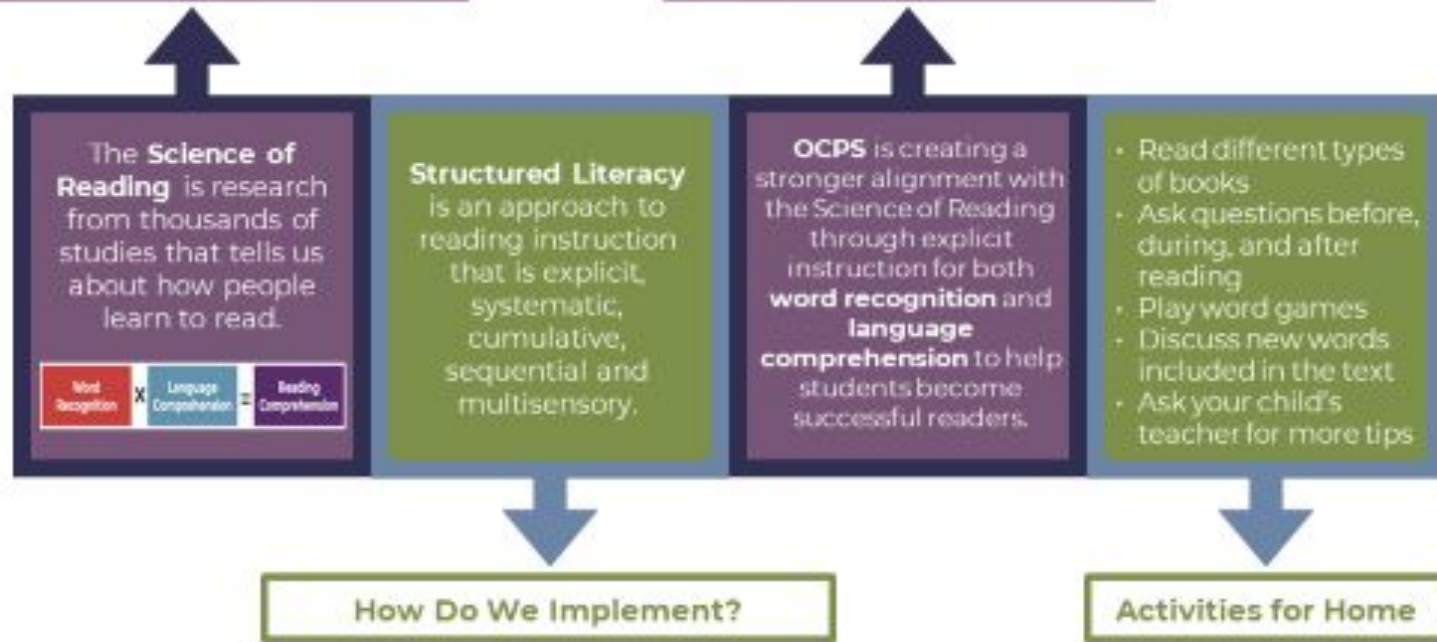 The Science of
Reading is research
from thousands of
studies that tells us
about how people
learn to read.
Word
Recognition
x
Language
Comprehension
=
Reading
Comprehension
Structured Literacy
is an approach to
reading instruction
that is explicit,
systematic,
cumulative,
sequential and
multisensory.
OCPS is creating a
stronger alignment with
the Science of Reading
through explicit
instruction for both
word recognition and
language
comprehension to help
students become
successful readers.
• Read different types
of books
• Ask questions before,
during, and after
reading
• Play word games
• Discuss new words
included in the text
• Ask your child's
teacher for more tips
How Do We Implement?
Activities for Home